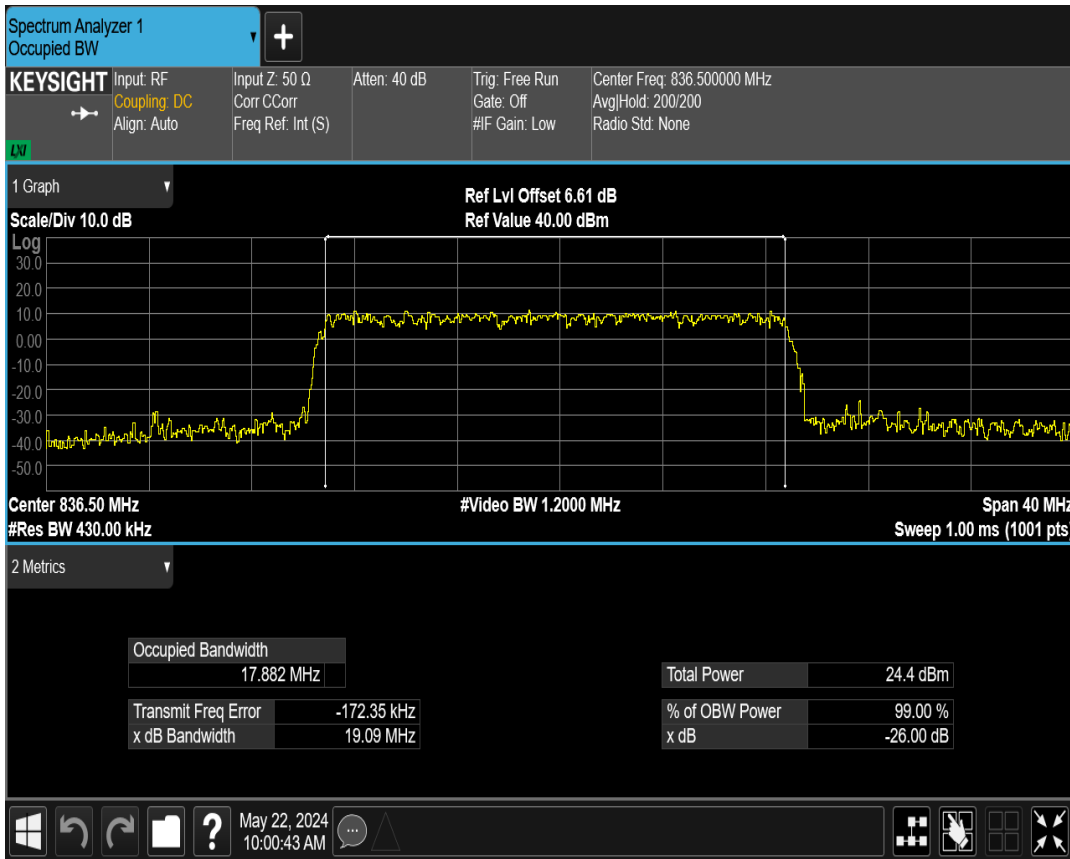 Spectrum Analyzer 1
Occupied BW
+
KEYSIGHT
LXI
Input: RF
Coupling: DC
Align: Auto
Input Z: 50 Ω
Corr CCorr
Freq Ref: Int (S)
Atten: 40 dB
Trig: Free Run
Gate: Off
#IF Gain: Low
Center Freq: 836.500000 MHz
Avg|Hold: 200/200
Radio Std: None
1 Graph
Scale/Div 10.0 dB
Ref Lvl Offset 6.61 dB
Ref Value 40.00 dBm
Log
30.0
20.0
10.0
0.00
-10.0
-20.0
-30.0
-40.0
-50.0
Center 836.50 MHz
#Video BW 1.2000 MHz
Span 40 MHz
#Res BW 430.00 kHz
Sweep 1.00 ms (1001 pts)
2 Metrics
Occupied Bandwidth
17.882 MHz
Total Power 24.4 dBm
Transmit Freq Error -172.35 kHz
% of OBW Power 99.00 %
x dB Bandwidth 19.09 MHz
x dB -26.00 dB
?
May 22, 2024
10:00:43 AM